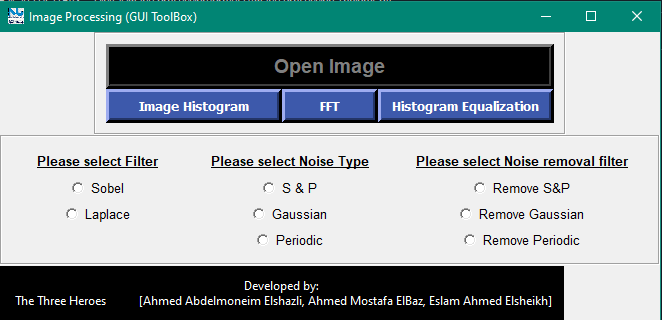 Image Processing (GUI ToolBox)
Open Image
Image Histogram FFT Histogram Equalization
Please select Filter Please select Noise Type Please select Noise removal filter
Sobel S & P Remove S&P
Laplace Gaussian Remove Gaussian
Periodic Remove Periodic
Developed by:
The Three Heroes [Ahmed Abdelmoneim Elshazli, Ahmed Mostafa ElBaz, Eslam Ahmed Elsheikh]